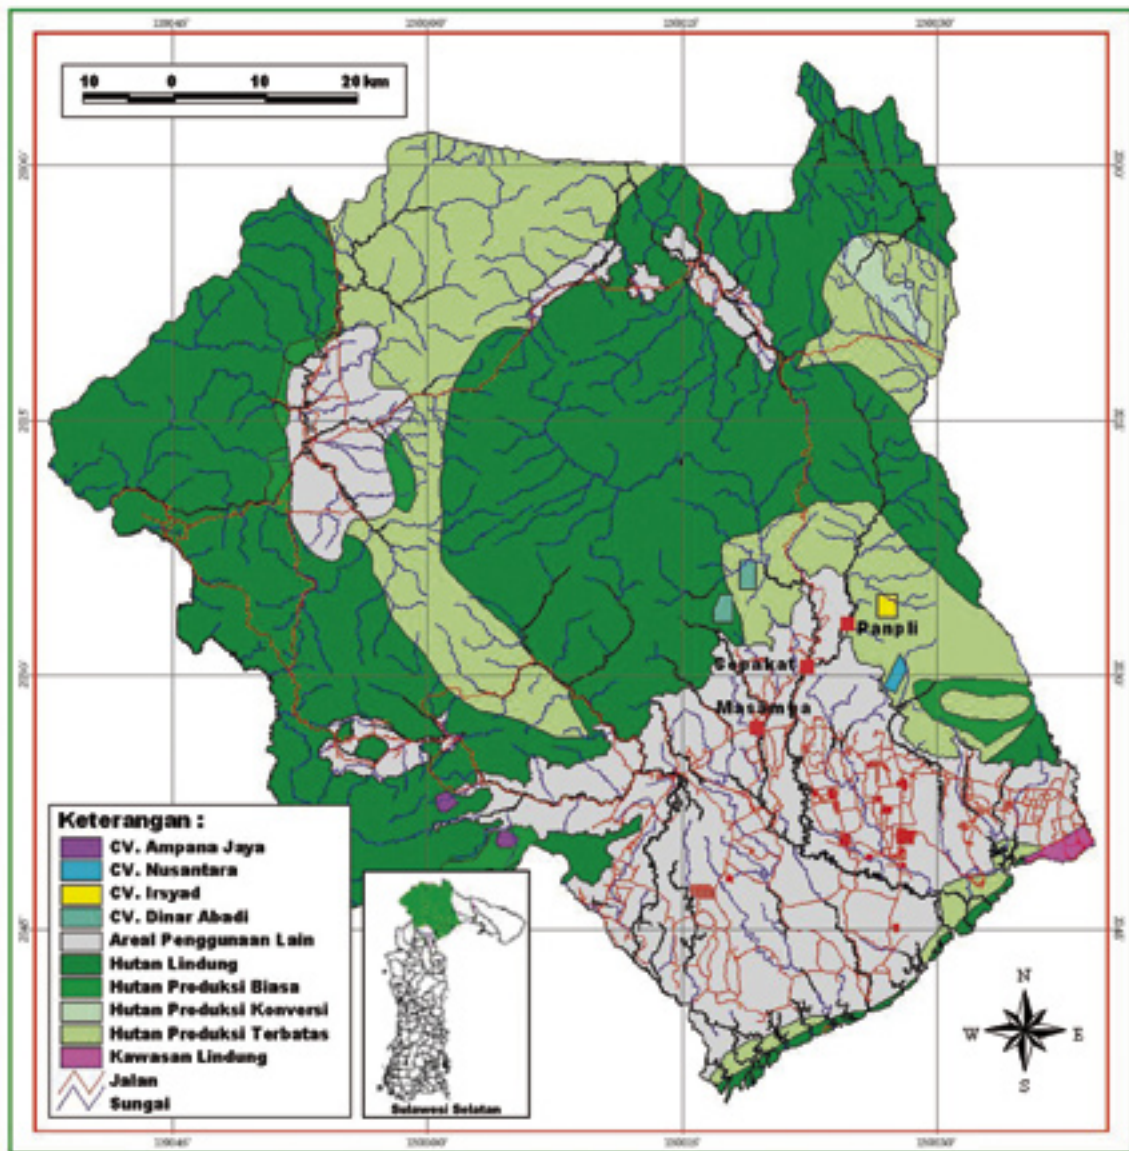 10 0 10 20 km
Panpli
Sepakat
Masamba
Keterangan :
CV. Ampana Jaya
CV. Nusantara
CV. Irsyad
CV. Dinar Abadi
Areal Penggunaan Lain
Hutan Lindung
Hutan Produksi Biasa
Hutan Produksi Konversi
Hutan Produksi Terbatas
Kawasan Lindung
Jalan
Sungai
Sulawesi Selatan
N
W E
S